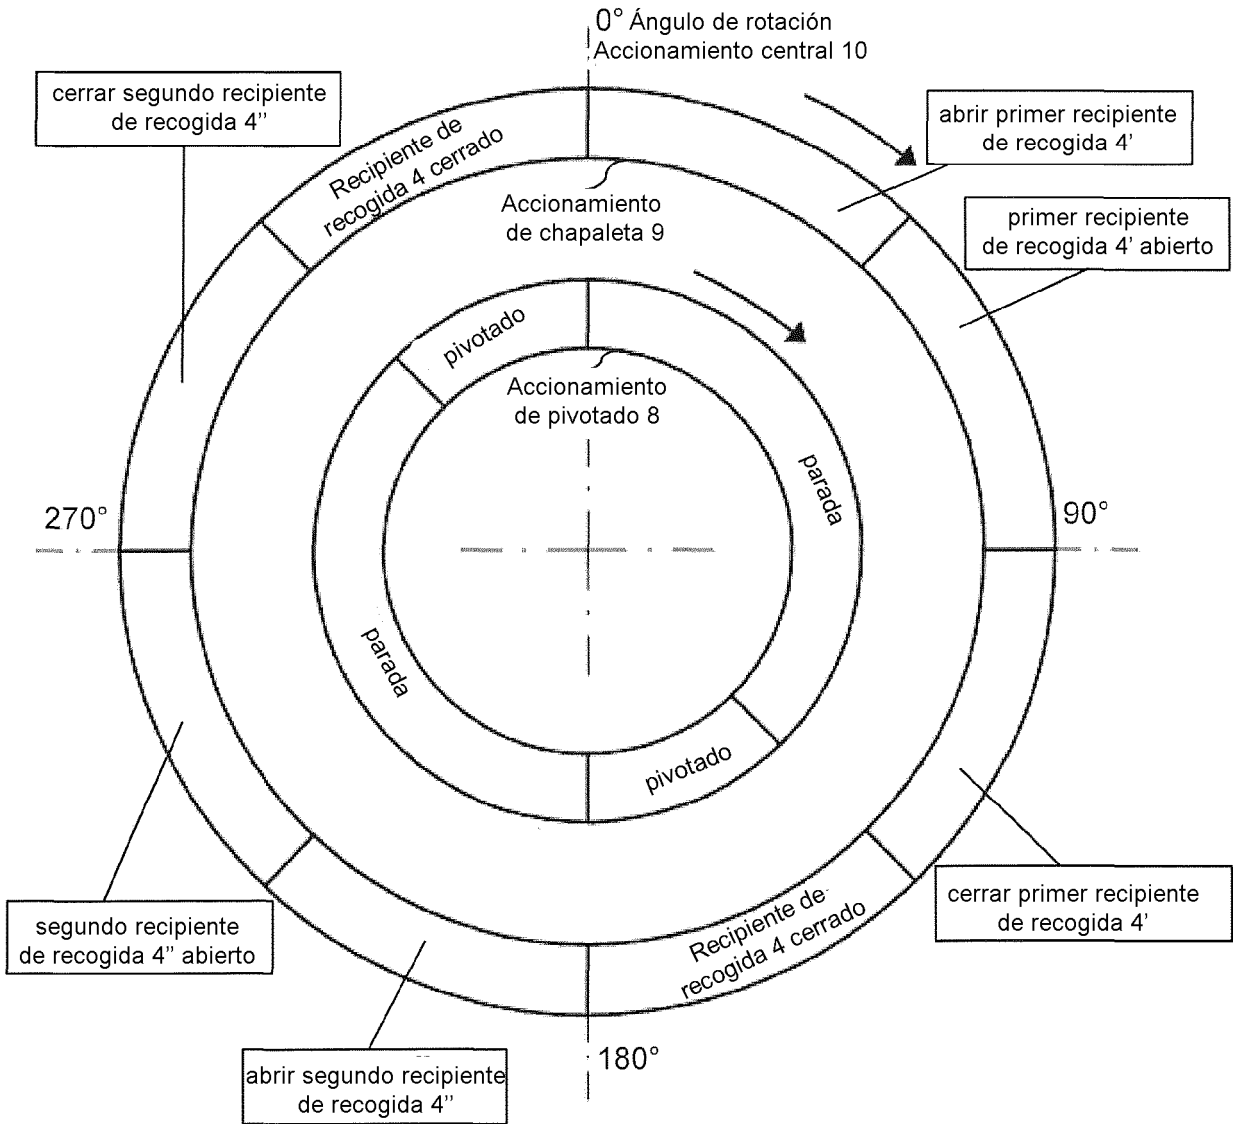 0° Ángulo de rotación
Accionamiento central 10
cerrar segundo recipiente
de recogida 4’’
Recipiente de
recogida 4 cerrado
abrir primer recipiente
de recogida 4’
Accionamiento
de chapaleta 9
primer recipiente
de recogida 4’ abierto
pivotado
Accionamiento
de pivotado 8
parada
270°
90°
parada
pivotado
cerrar primer recipiente
de recogida 4’
Recipiente de
recogida 4 cerrado
segundo recipiente
de recogida 4’’ abierto
180°
abrir segundo recipiente
de recogida 4’’